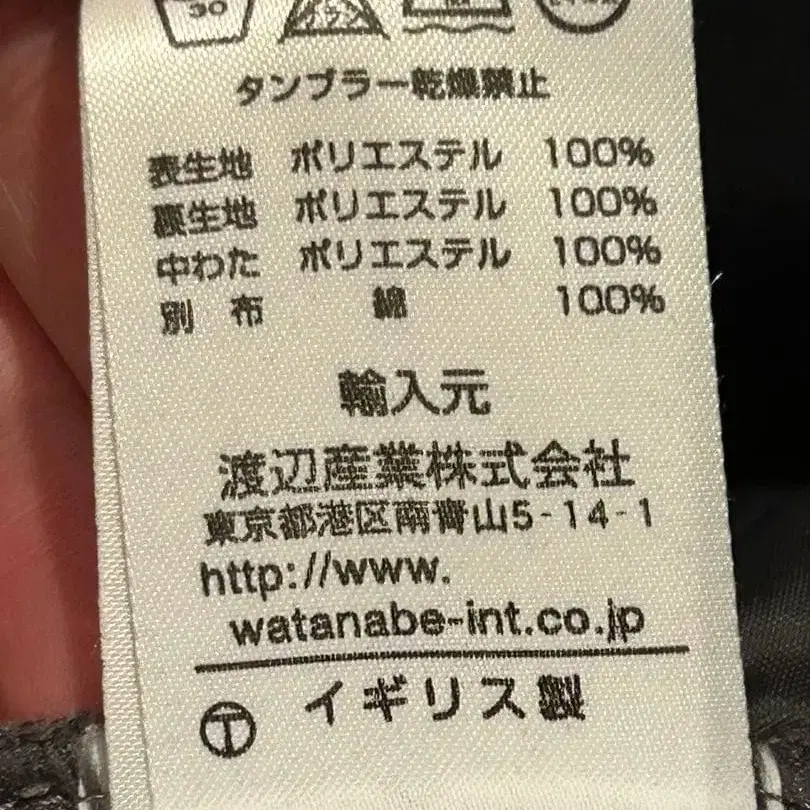 30
タンブラー乾燥禁止
表生地 ポリエステル 100%
裏生地 ポリエステル 100%
中わた ポリエステル 100%
別 布 綿 100%
輸入元
渡辺産業株式会社
東京都港区南青山5-14-1
http://www.
watanabe-int.co.jp
T イギリス製